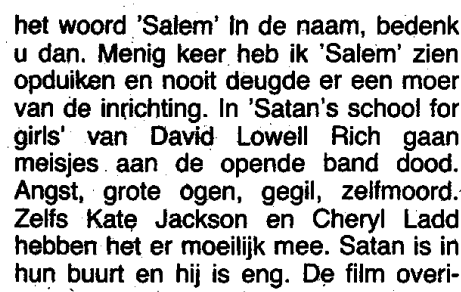 het woord 'Salem' in de naam, bedenk
u dan. Menig keer heb ik 'Salem' zien
opduiken en nooit deugde er een moer
van de inrichting. In 'Satan's school for
girls' van David Lowell Rich gaan
meisjes aan de opende band dood.
Angst, grote ogen, gegil, zelfmoord.
Zelfs Kate Jackson en Cheryl Ladd
hebben het er moeilijk mee. Satan is in
hun buurt en hij is eng. De film overi-